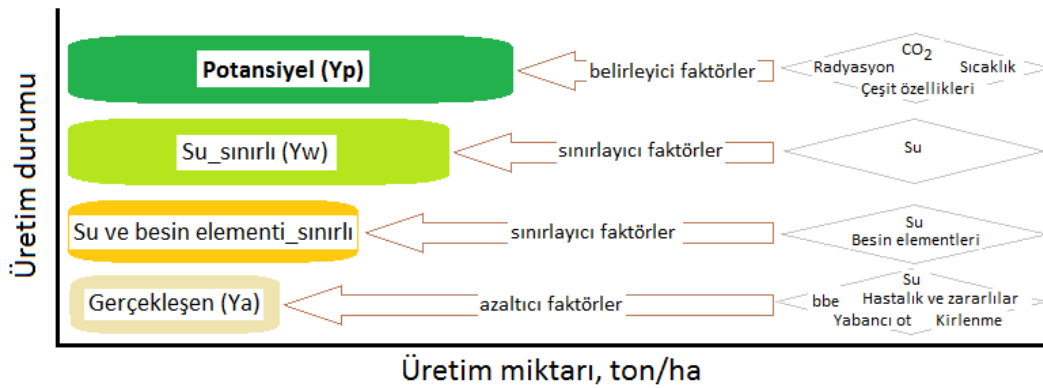 Üretim durumu
Potansiyel (Yp)
belirleyici faktörler
CO2
Radyasyon Sıcaklık
Çeşit özellikleri
Su_sınırlı (Yw)
sınırlayıcı faktörler
Su
Su ve besin elementi_sınırlı
sınırlayıcı faktörler
Su
Besin elementleri
Gerçekleşen (Ya)
azaltıcı faktörler
Su
bbe Hastalık ve zararlılar
Yabancı ot Kirlenme
Üretim miktarı, ton/ha